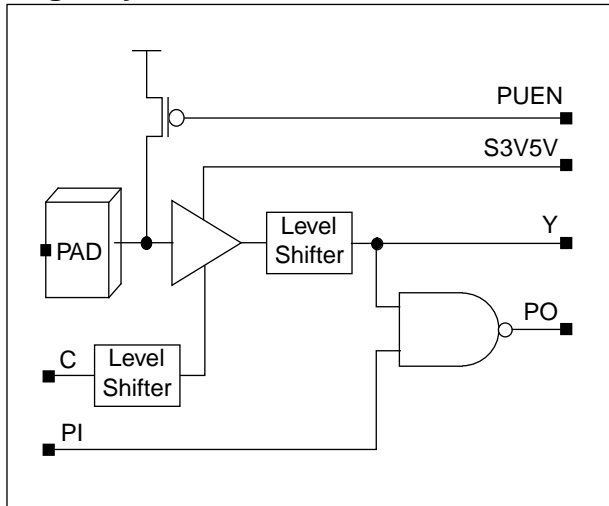 PUEN
S3V5V
Level
Shifter
Y
PAD
PO
C
Level
Shifter
PI